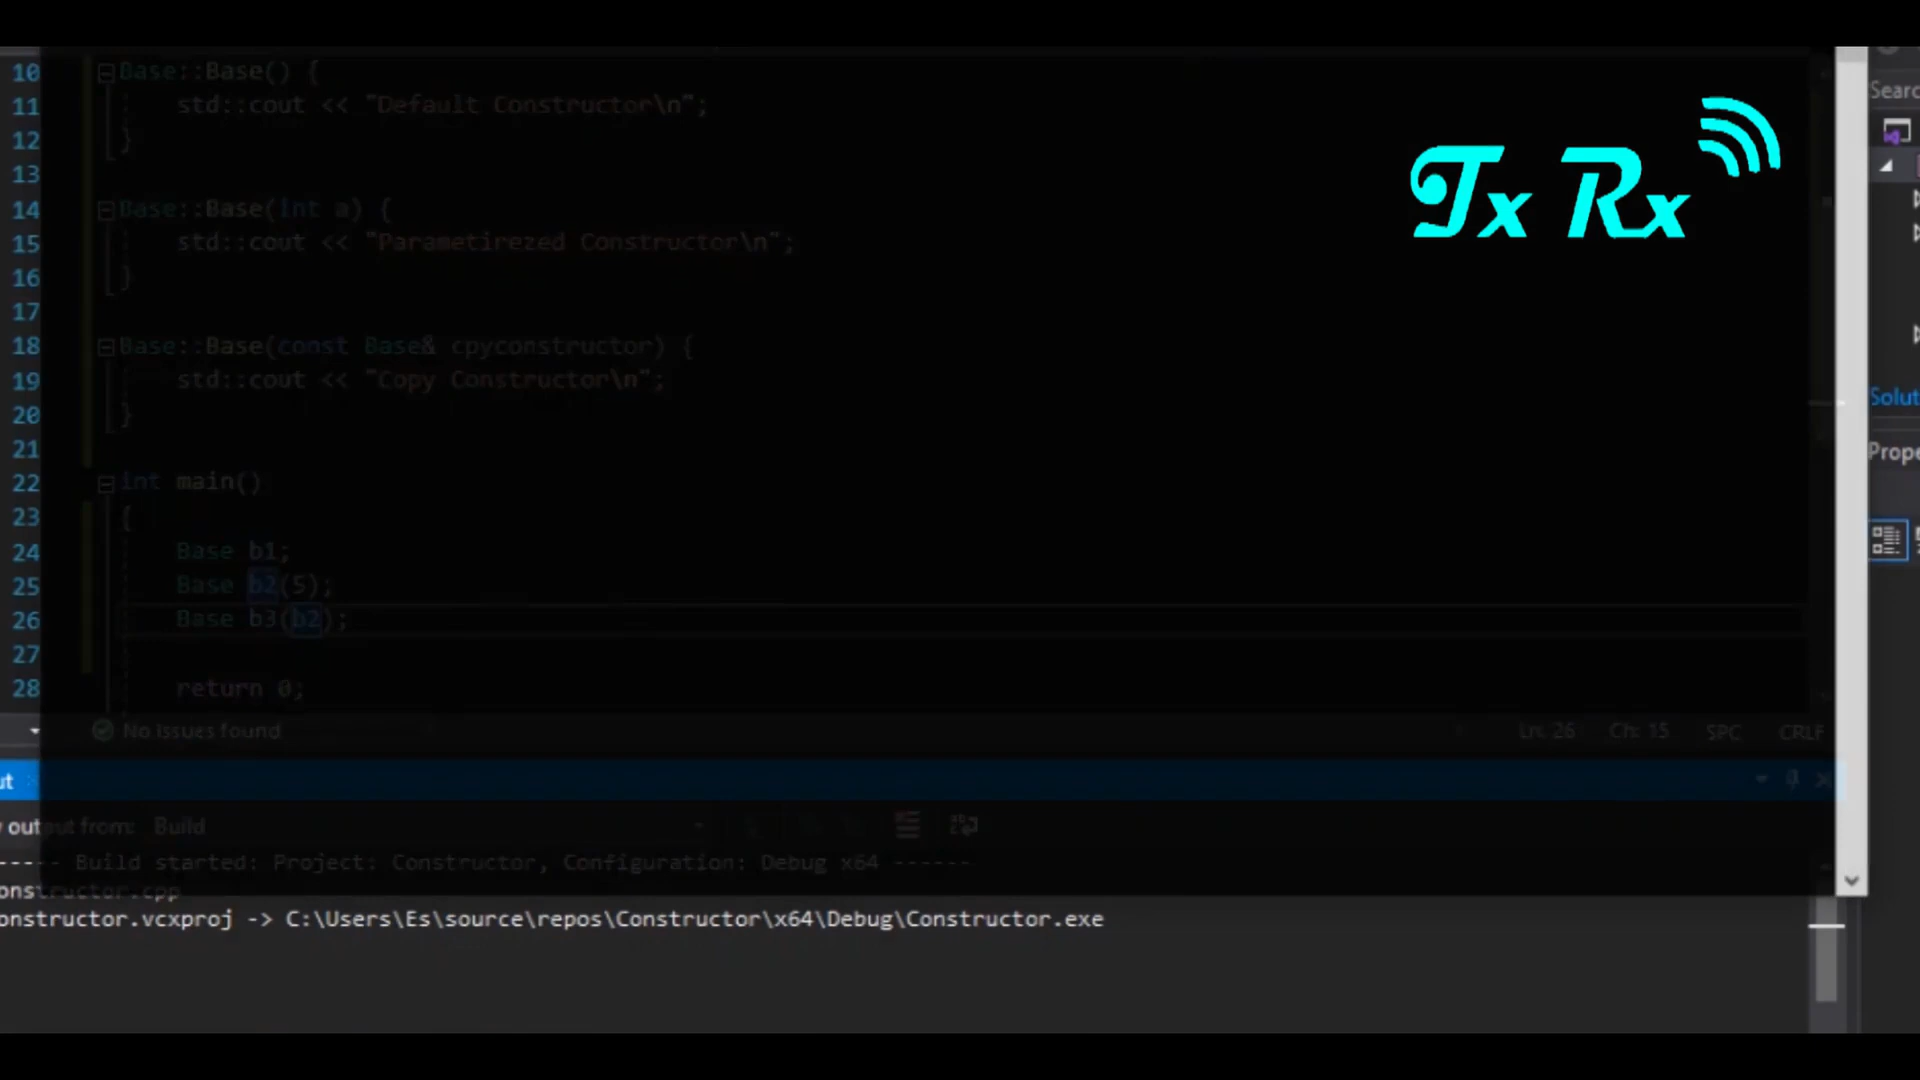 10 Base::Base() {
11 std::cout << "Default Constructor\n";
12 }
13
14 Base::Base(int a) {
15 std::cout << "Parametirezed Constructor\n";
16 }
17
18 Base::Base(const Base& cpyconstructor) {
19 std::cout << "Copy Constructor\n";
20 }
21
22 int main()
23 {
24 Base b1;
25 Base b2(5);
26 Base b3(b2);
27
28 return 0;
No issues found Ln: 26 Ch: 15 SPC CRLF
ut
out from: Build
----- Build started: Project: Constructor, Configuration: Debug x64 ------
onstructor.cpp
onstructor.vcxproj -> C:\Users\Es\source\repos\Constructor\x64\Debug\Constructor.exe
Tx Rx
Searc
Solut
Prope